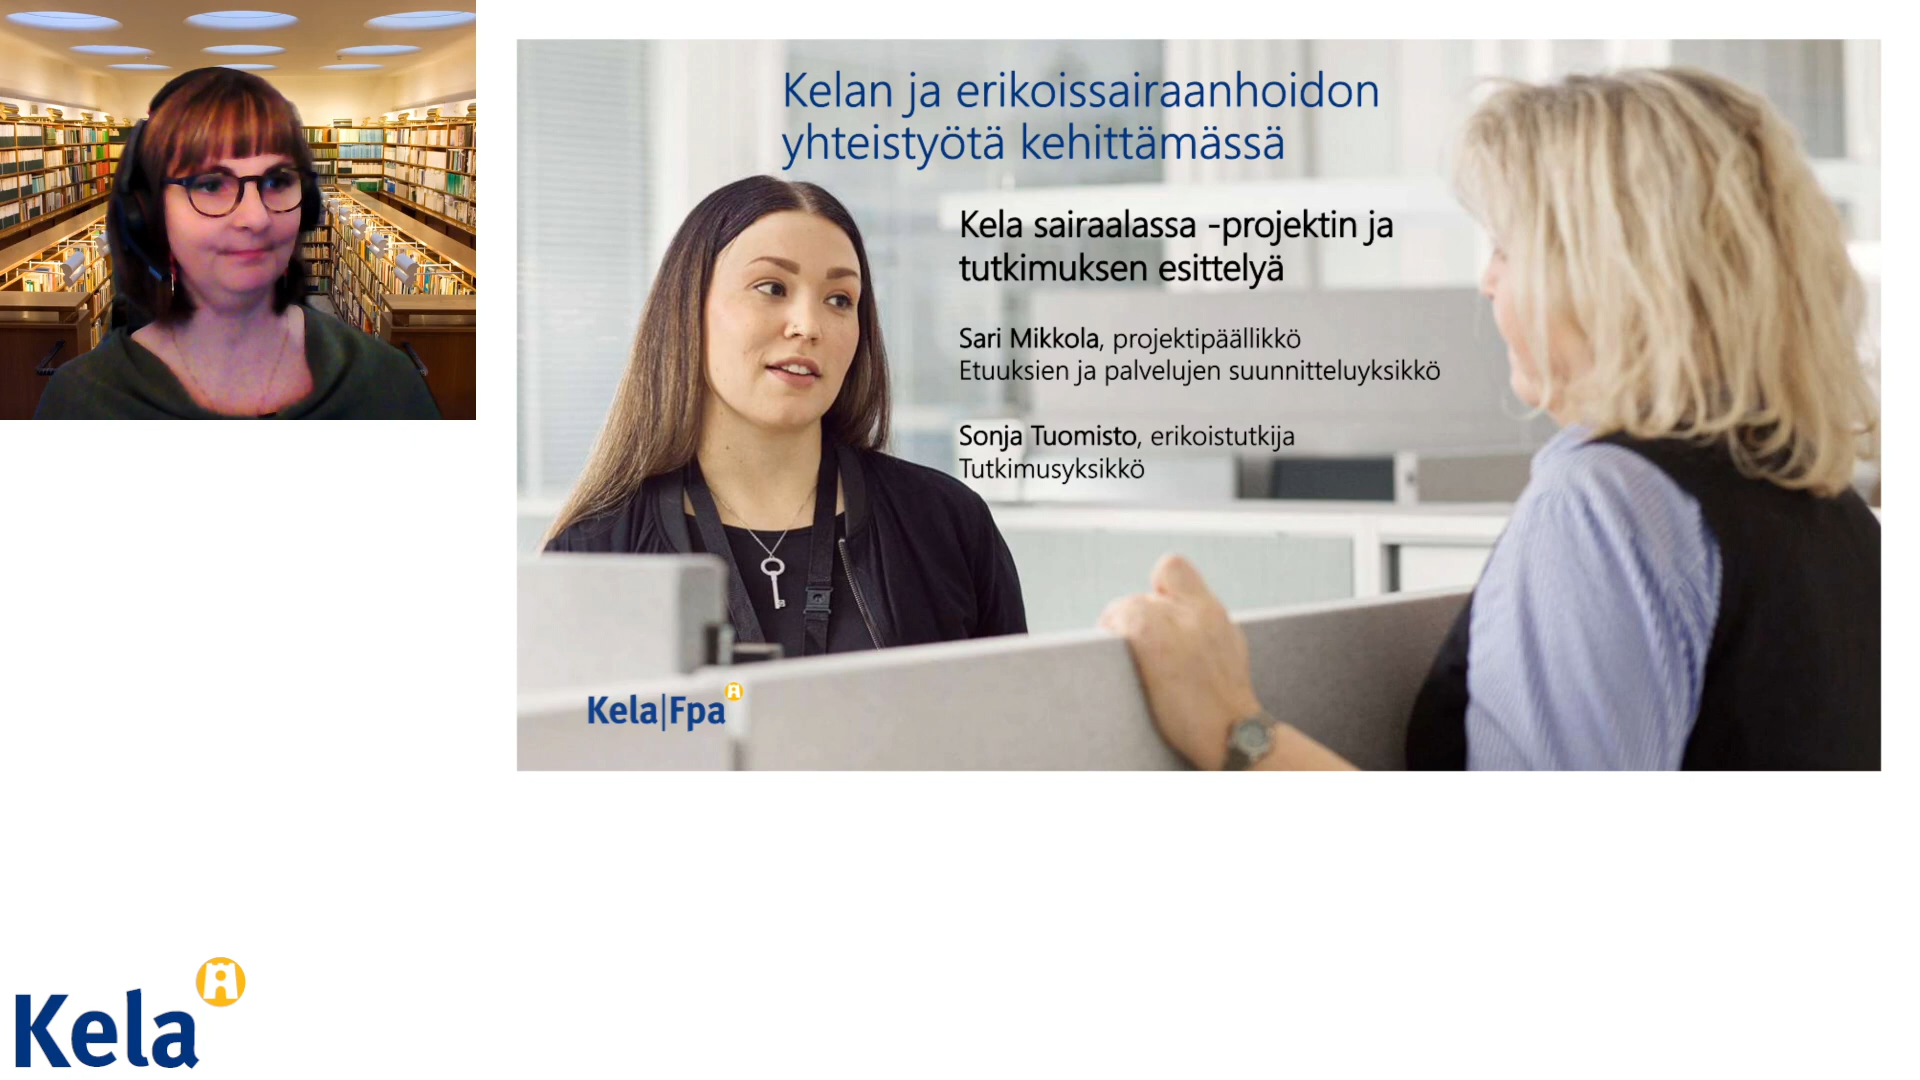 Kelan ja erikoissairaanhoidon
yhteistyötä kehittämässä
Kela sairaalassa -projektin ja
tutkimuksen esittelyä
Sari Mikkola, projektipäällikkö
Etuuksien ja palvelujen suunnitteluyksikkö
Sonja Tuomisto, erikoistutkija
Tutkimusyksikkö
Kela|Fpa
Kela